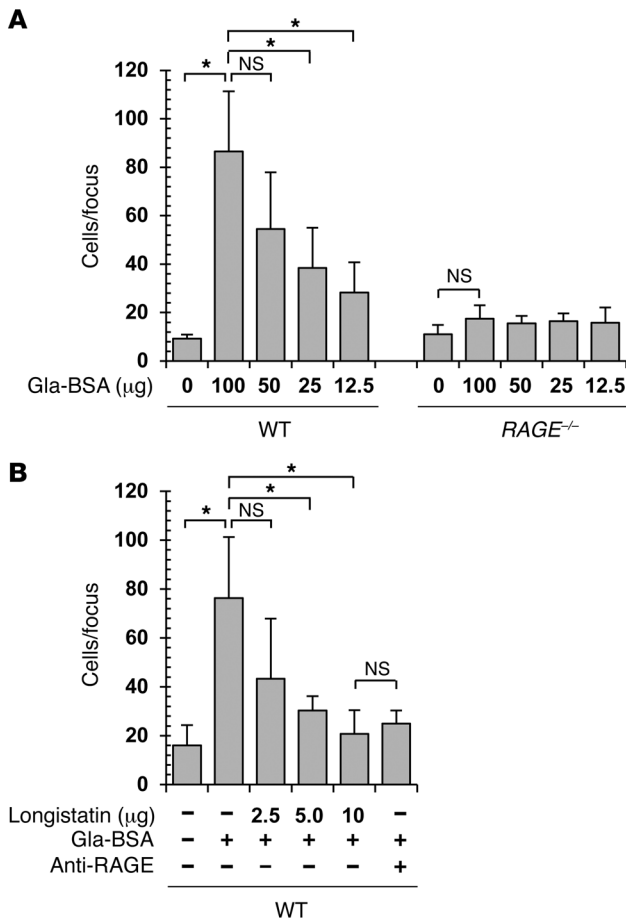 A
*
*
* NS
120
100
80
60
40
20
0
Cells/focus
NS
Gla-BSA (μg) 0 100 50 25 12.5 0 100 50 25 12.5
WT RAGE–/–
B
*
*
* NS
120
100
80
60
40
20
0
Cells/focus
NS
Longistatin (μg) – – 2.5 5.0 10 –
Gla-BSA – + + + + +
Anti-RAGE – – – – – +
WT